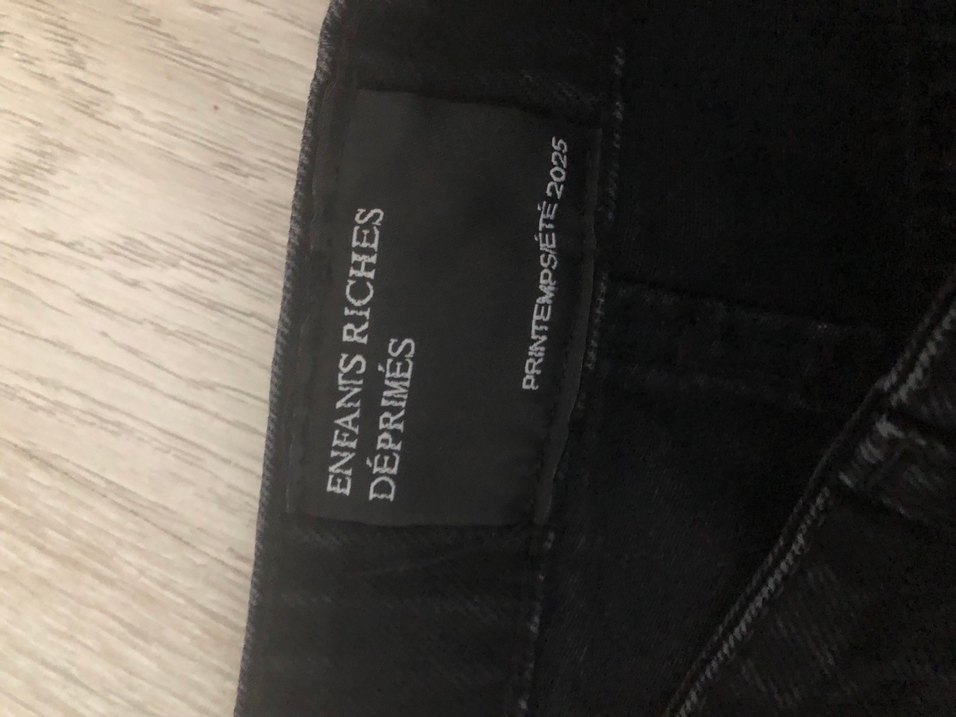 ENFANTS RICHES
DÉPRIMÉS
PRINTEMPS/ÉTÉ 2025